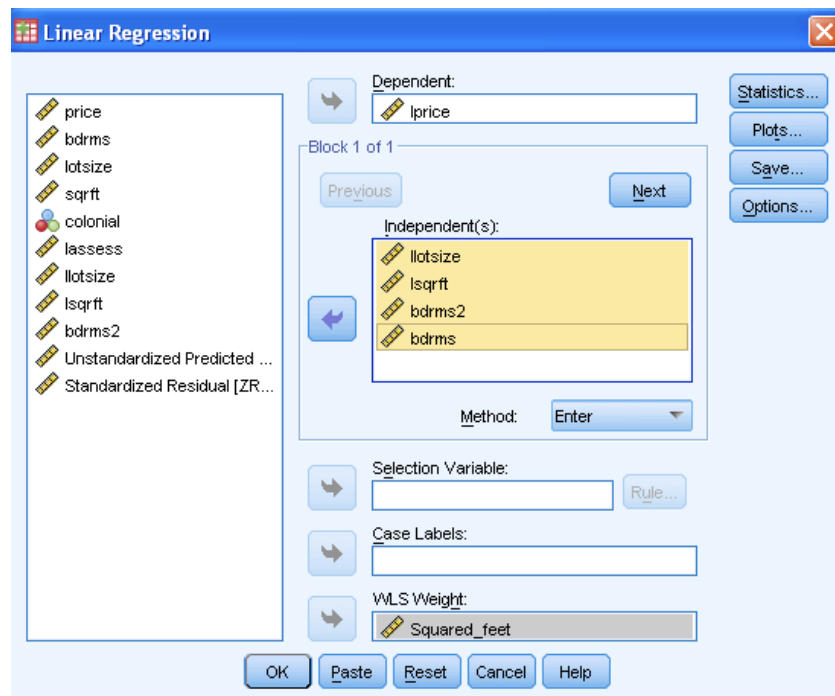 Linear Regression
price
bdrms
lotsize
sqrft
colonial
lassess
llotsize
lsqrft
bdrms2
Unstandardized Predicted ...
Standardized Residual [ZR...
Dependent:
lprice
Block 1 of 1
Previous
Next
Independent(s):
llotsize
lsqrft
bdrms2
bdrms
Method:
Enter
Selection Variable:
Rule...
Case Labels:
WLS Weight:
Squared_feet
Statistics...
Plots...
Save...
Options...
OK
Paste
Reset
Cancel
Help